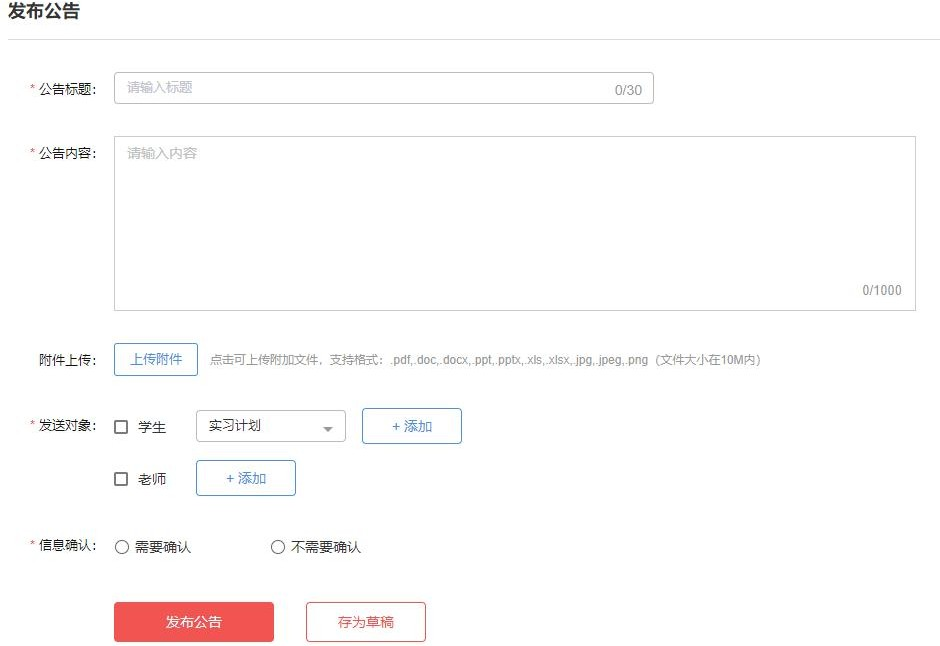 发布公告
* 公告标题： 请输入标题 0/30
* 公告内容： 请输入内容
0/1000
附件上传： 上传附件 点击可上传附加文件，支持格式：.pdf,.doc,.docx,.ppt,.pptx,.xls,.xlsx,.jpg,.jpeg,.png（文件大小在10M内）
* 发送对象： 学生 实习计划 + 添加
老师 + 添加
* 信息确认： 需要确认 不需要确认
发布公告 存为草稿